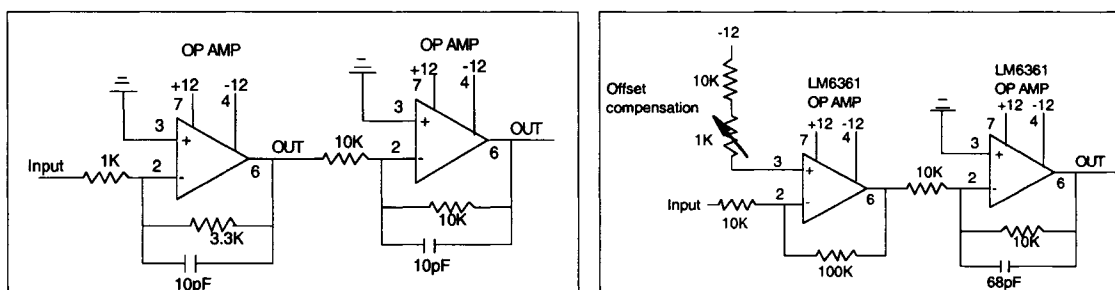 OP AMP
+12
-12
7
4
3
+
Input
1K
2
-
6
OUT
3.3K
10pF
OP AMP
+12
-12
7
4
3
+
10K
2
-
6
OUT
10K
10pF
-12
10K
Offset
compensation
1K
LM6361
OP AMP
+12
-12
7
4
3
+
Input
10K
2
-
6
100K
LM6361
OP AMP
+12
-12
7
4
3
+
10K
2
-
6
OUT
10K
68pF